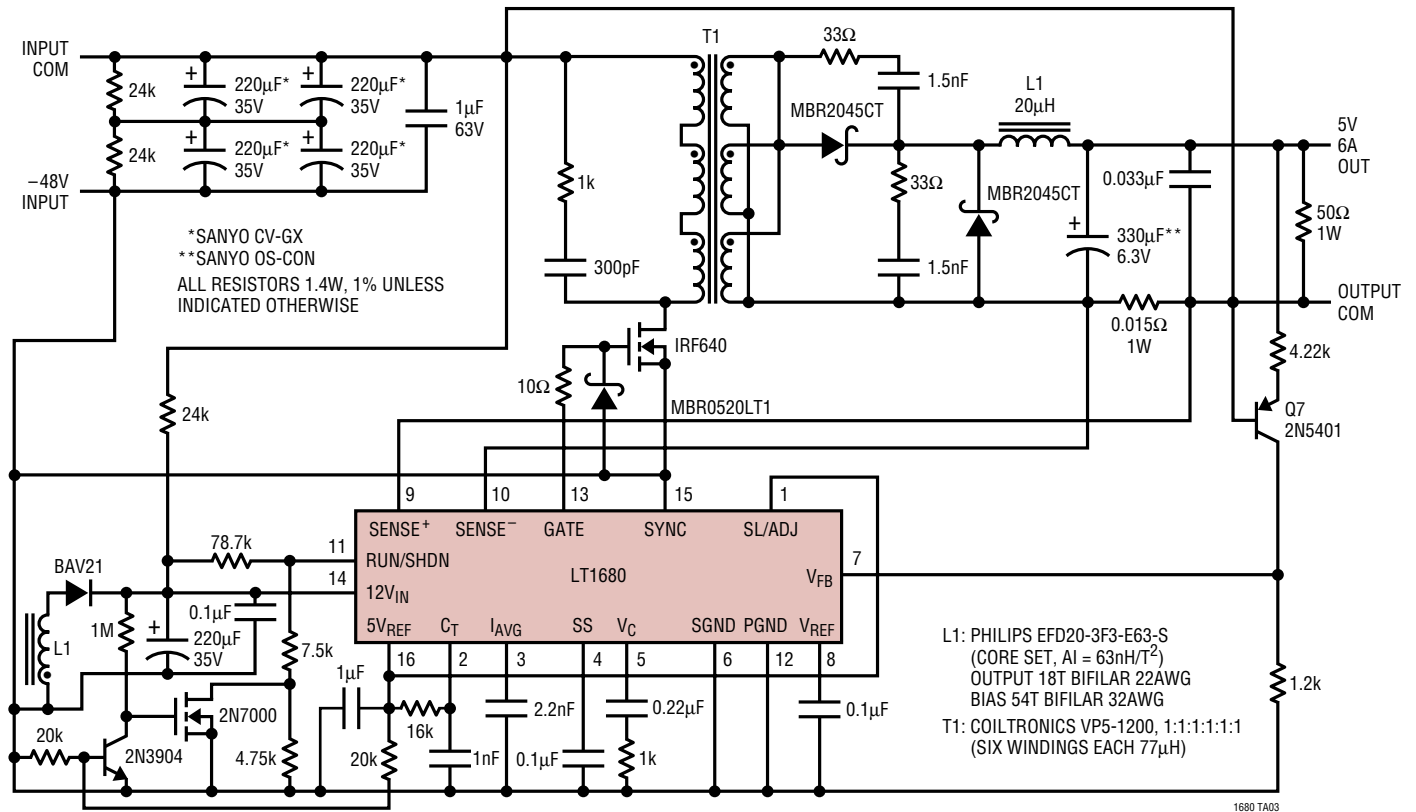 INPUT
COM
24k
24k
–48V
INPUT
+
220µF*
35V
+
220µF*
35V
+
220µF*
35V
+
220µF*
35V
1µF
63V
*SANYO CV-GX
**SANYO OS-CON
ALL RESISTORS 1.4W, 1% UNLESS
INDICATED OTHERWISE
1k
300pF
T1
33Ω
1.5nF
MBR2045CT
33Ω
1.5nF
L1
20µH
MBR2045CT
+
330µF**
6.3V
0.033µF
5V
6A
OUT
50Ω
1W
OUTPUT
COM
0.015Ω
1W
4.22k
Q7
2N5401
IRF640
10Ω
MBR0520LT1
24k
9
10
13
15
1
SENSE+
SENSE–
GATE
SYNC
SL/ADJ
11
RUN/SHDN
14
12VIN
LT1680
VFB
7
5VREF
CT
IAVG
SS
VC
SGND
PGND
VREF
16
2
3
4
5
6
12
8
78.7k
BAV21
L1
1M
0.1µF
+
220µF
35V
7.5k
2N7000
4.75k
20k
2N3904
1µF
16k
20k
1nF
2.2nF
0.1µF
0.22µF
1k
0.1µF
1.2k
L1: PHILIPS EFD20-3F3-E63-S
(CORE SET, AI = 63nH/T2)
OUTPUT 18T BIFILAR 22AWG
BIAS 54T BIFILAR 32AWG
T1: COILTRONICS VP5-1200, 1:1:1:1:1:1
(SIX WINDINGS EACH 77µH)
1680 TA03